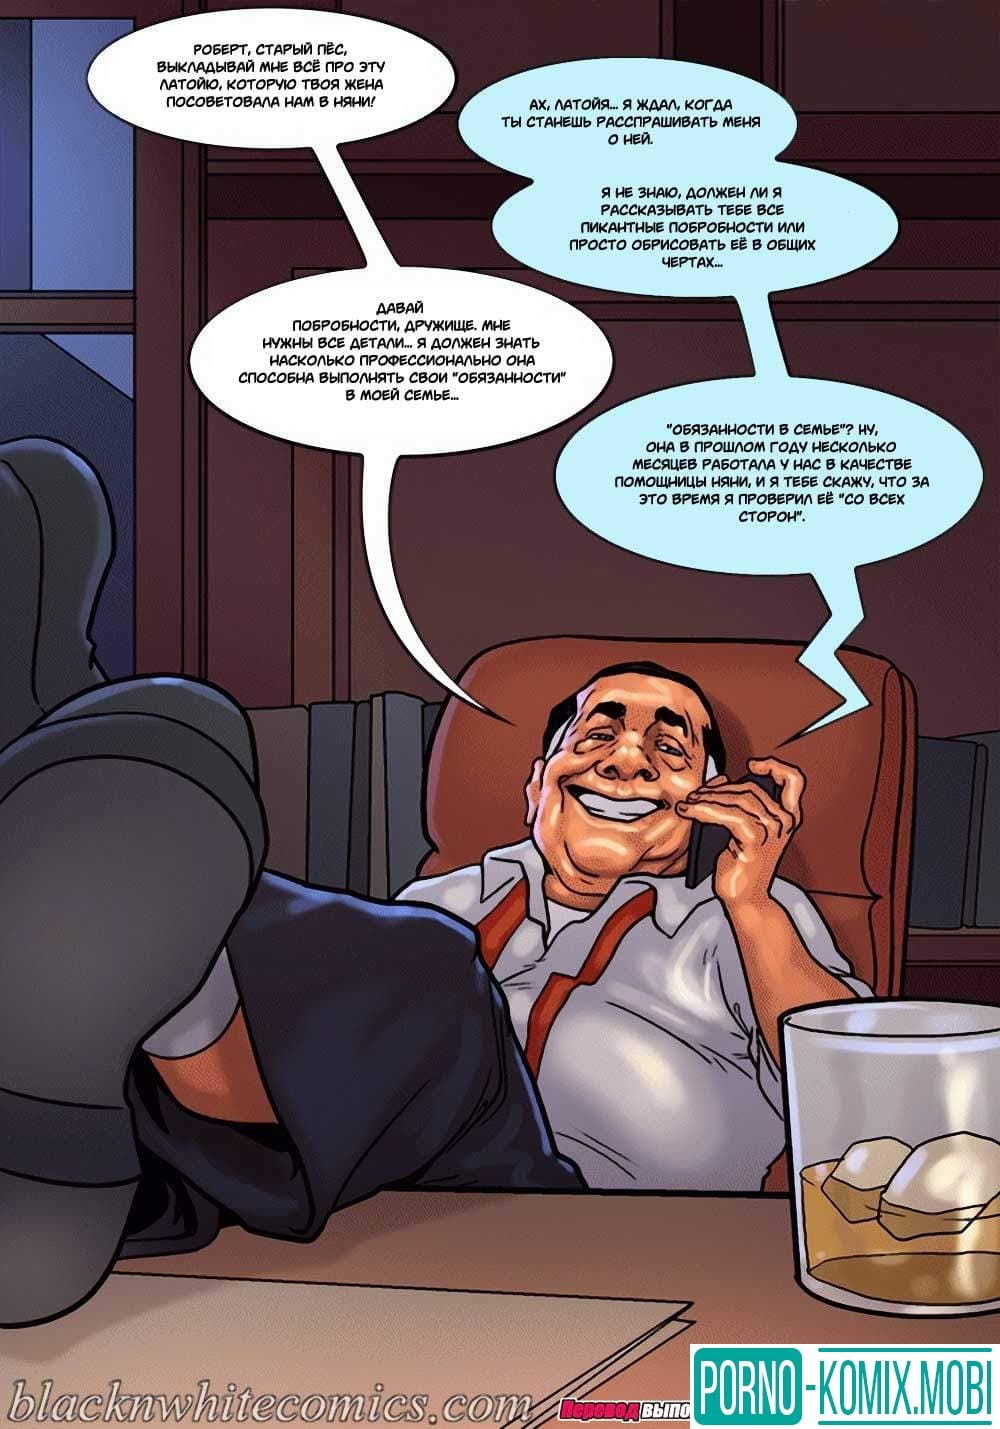 РОБЕРТ, СТАРЫЙ ПЁС,
ВЫКЛАДЫВАЙ МНЕ ВСЁ ПРО ЭТУ
ЛАТОЙЮ, КОТОРУЮ ТВОЯ ЖЕНА
ПОСОВЕТОВАЛА НАМ В НЯНИ!
АХ, ЛАТОЙЯ... Я ЖДАЛ, КОГДА
ТЫ СТАНЕШЬ РАССПРАШИВАТЬ МЕНЯ
О НЕЙ.
Я НЕ ЗНАЮ, ДОЛЖЕН ЛИ Я
РАССКАЗЫВАТЬ ТЕБЕ ВСЕ
ПИКАНТНЫЕ ПОБРОБНОСТИ ИЛИ
ПРОСТО ОБРИСОВАТЬ ЕЁ В ОБЩИХ
ЧЕРТАХ...
ДАВАЙ
ПОБРОБНОСТИ, ДРУЖИЩЕ. МНЕ
НУЖНЫ ВСЕ ДЕТАЛИ... Я ДОЛЖЕН ЗНАТЬ
НАСКОЛЬКО ПРОФЕССИОНАЛЬНО ОНА
СПОСОБНА ВЫПОЛНЯТЬ СВОИ "ОБЯЗАННОСТИ"
В МОЕЙ СЕМЬЕ...
"ОБЯЗАННОСТИ В СЕМЬЕ"? НУ,
ОНА В ПРОШЛОМ ГОДУ НЕСКОЛЬКО
МЕСЯЦЕВ РАБОТАЛА У НАС В КАЧЕСТВЕ
ПОМОЩНИЦЫ НЯНИ, И Я ТЕБЕ СКАЖУ, ЧТО ЗА
ЭТО ВРЕМЯ Я ПРОВЕРИЛ ЕЁ "СО ВСЕХ
СТОРОН".
blacknwhitecomics.com
Перевод выпо
PORNO-KOMIX.MOBI